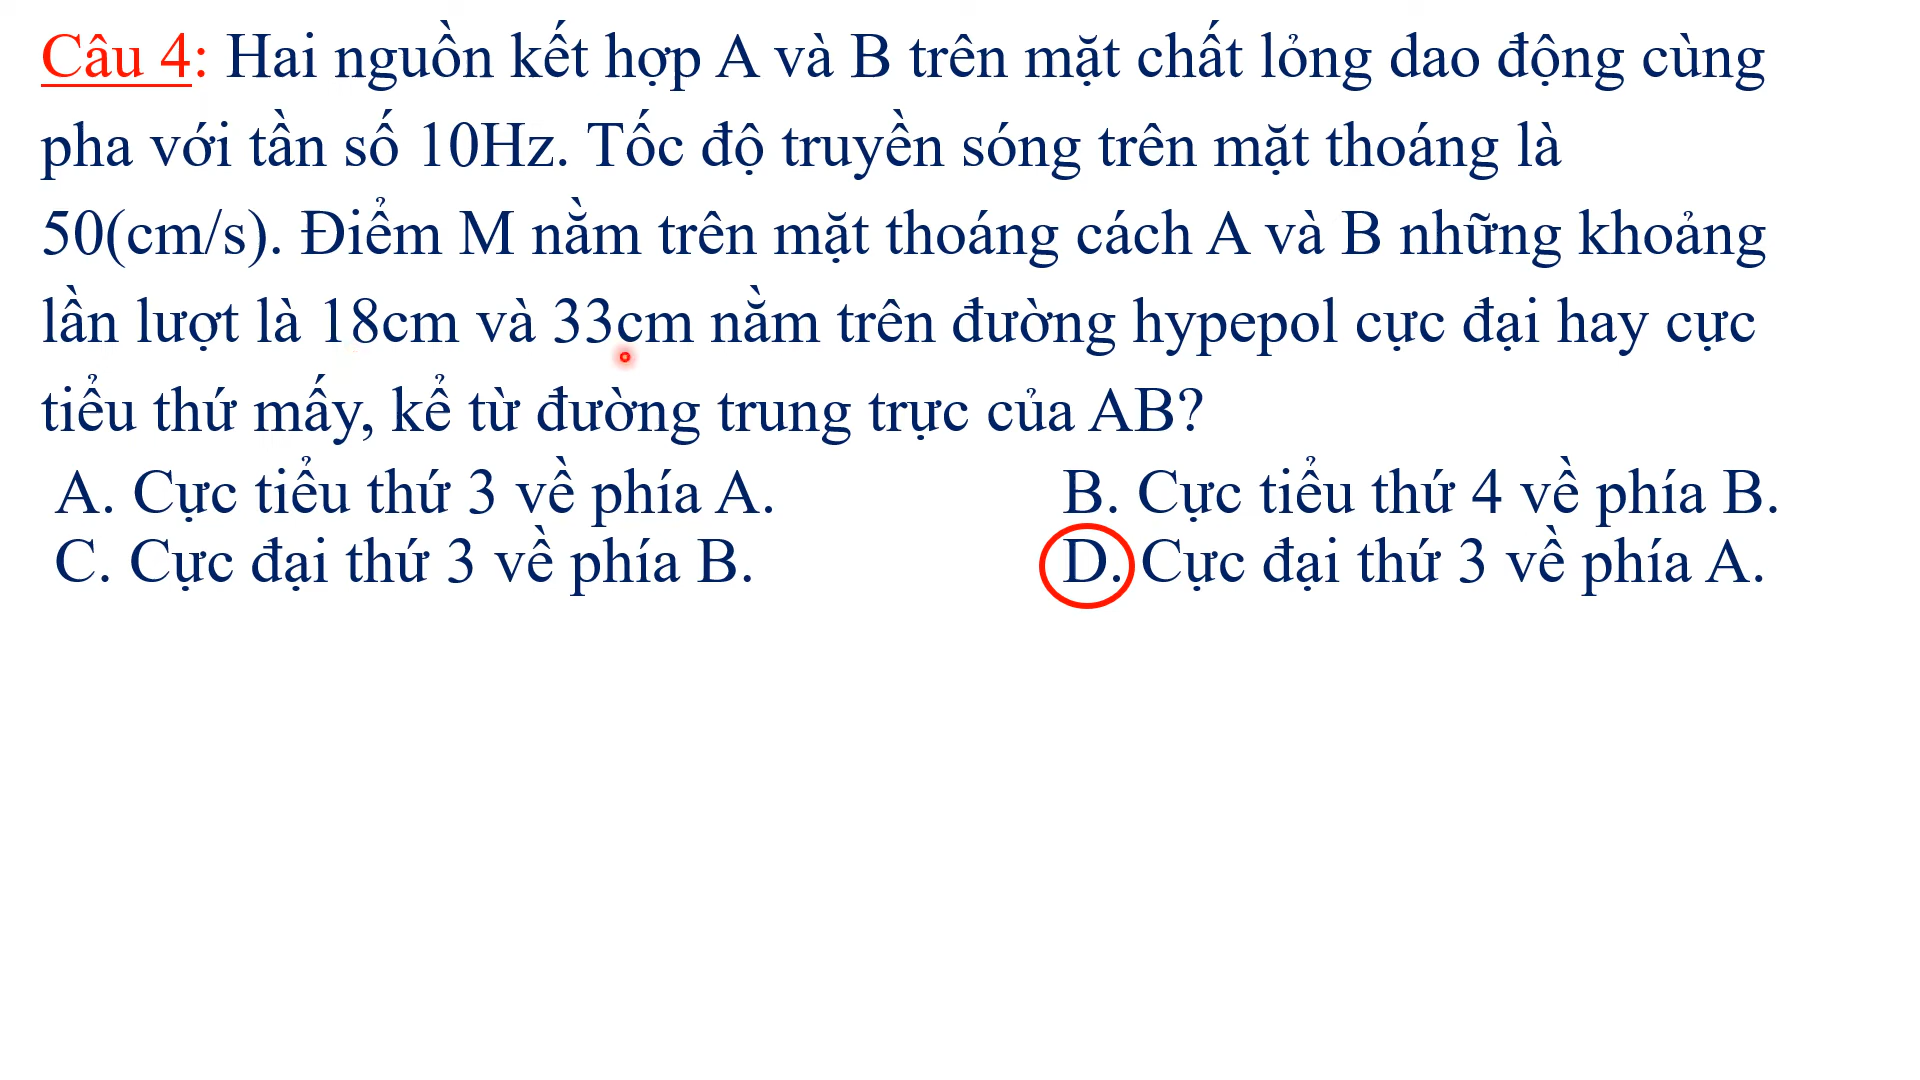 Câu 4: Hai nguồn kết hợp A và B trên mặt chất lỏng dao động cùng
pha với tần số 10Hz. Tốc độ truyền sóng trên mặt thoáng là
50(cm/s). Điểm M nằm trên mặt thoáng cách A và B những khoảng
lần lượt là 18cm và 33cm nằm trên đường hypepol cực đại hay cực
tiểu thứ mấy, kể từ đường trung trực của AB?
A. Cực tiểu thứ 3 về phía A. B. Cực tiểu thứ 4 về phía B.
C. Cực đại thứ 3 về phía B. D. Cực đại thứ 3 về phía A.